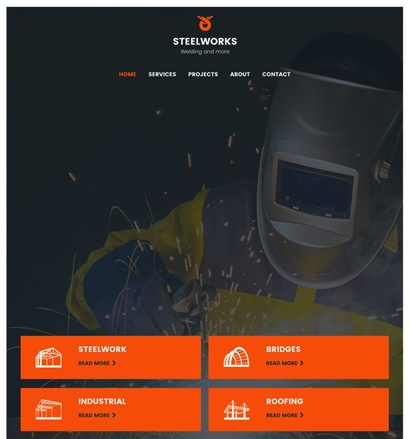 STEELWORKS
Welding and more
HOME SERVICES PROJECTS ABOUT CONTACT
STEELWORK
READ MORE
BRIDGES
READ MORE
INDUSTRIAL
READ MORE
ROOFING
READ MORE